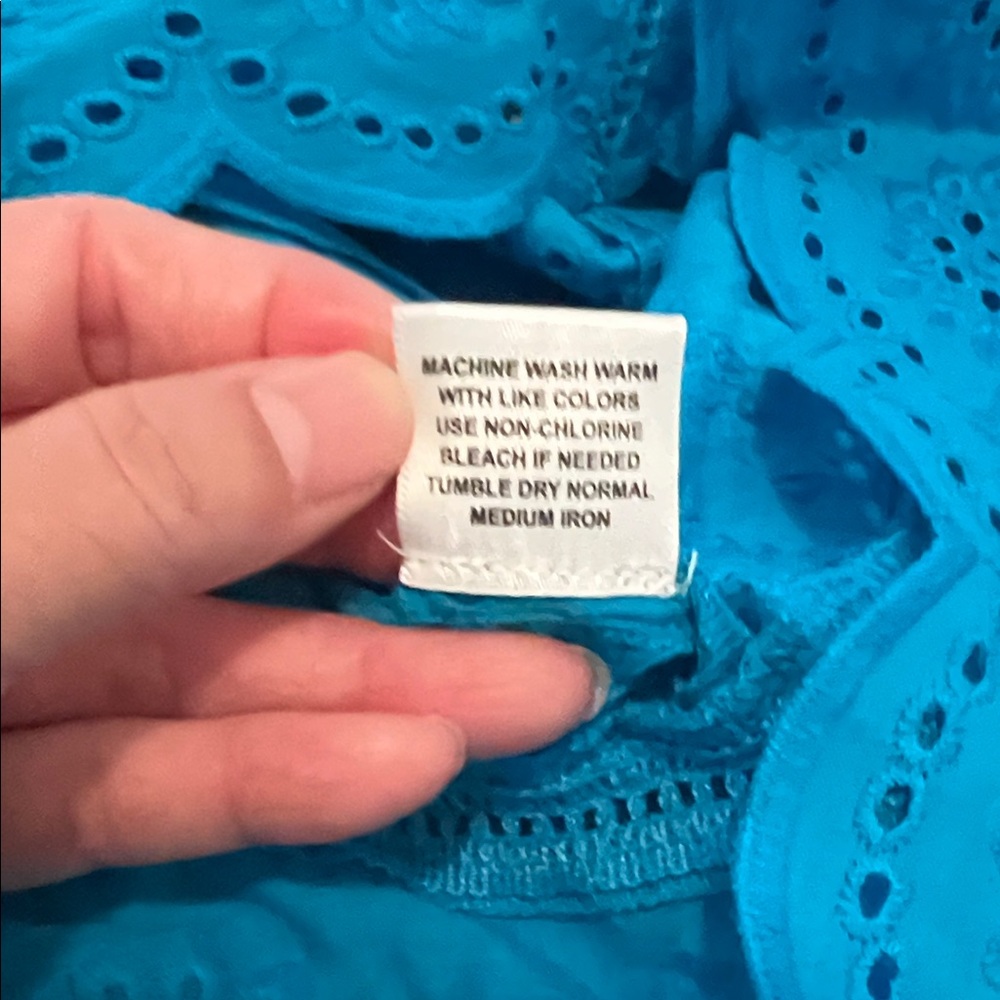 MACHINE WASH WARM
WITH LIKE COLORS
USE NON-CHLORINE
BLEACH IF NEEDED
TUMBLE DRY NORMAL
MEDIUM IRON